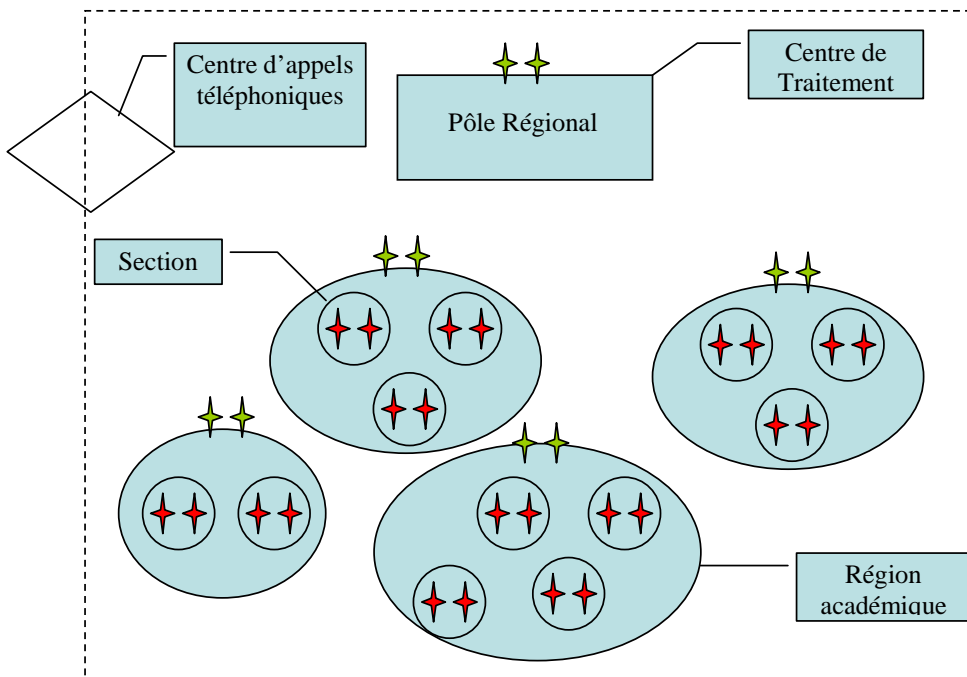 Centre d’appels
téléphoniques
Pôle Régional
Centre de
Traitement
Section
Région
académique